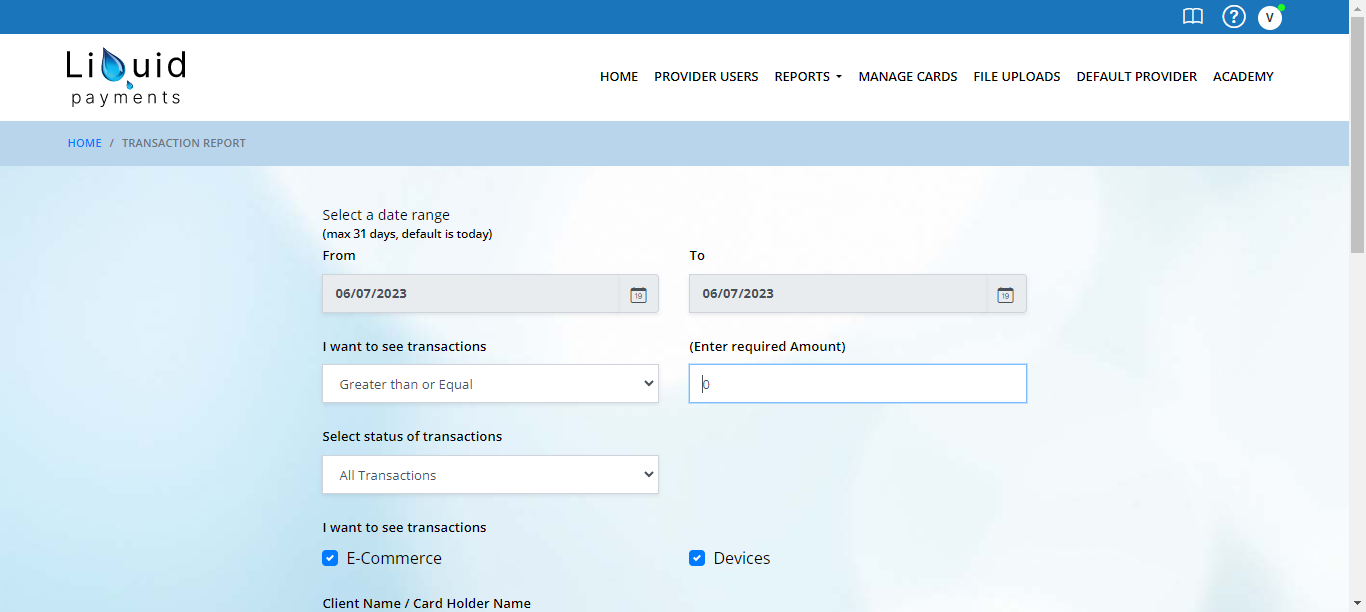 V
Liquid
payments
HOME PROVIDER USERS REPORTS MANAGE CARDS FILE UPLOADS DEFAULT PROVIDER ACADEMY
HOME / TRANSACTION REPORT
Select a date range
(max 31 days, default is today)
From To
06/07/2023 19 06/07/2023 19
I want to see transactions (Enter required Amount)
Greater than or Equal 0
Select status of transactions
All Transactions
I want to see transactions
E-Commerce Devices
Client Name / Card Holder Name